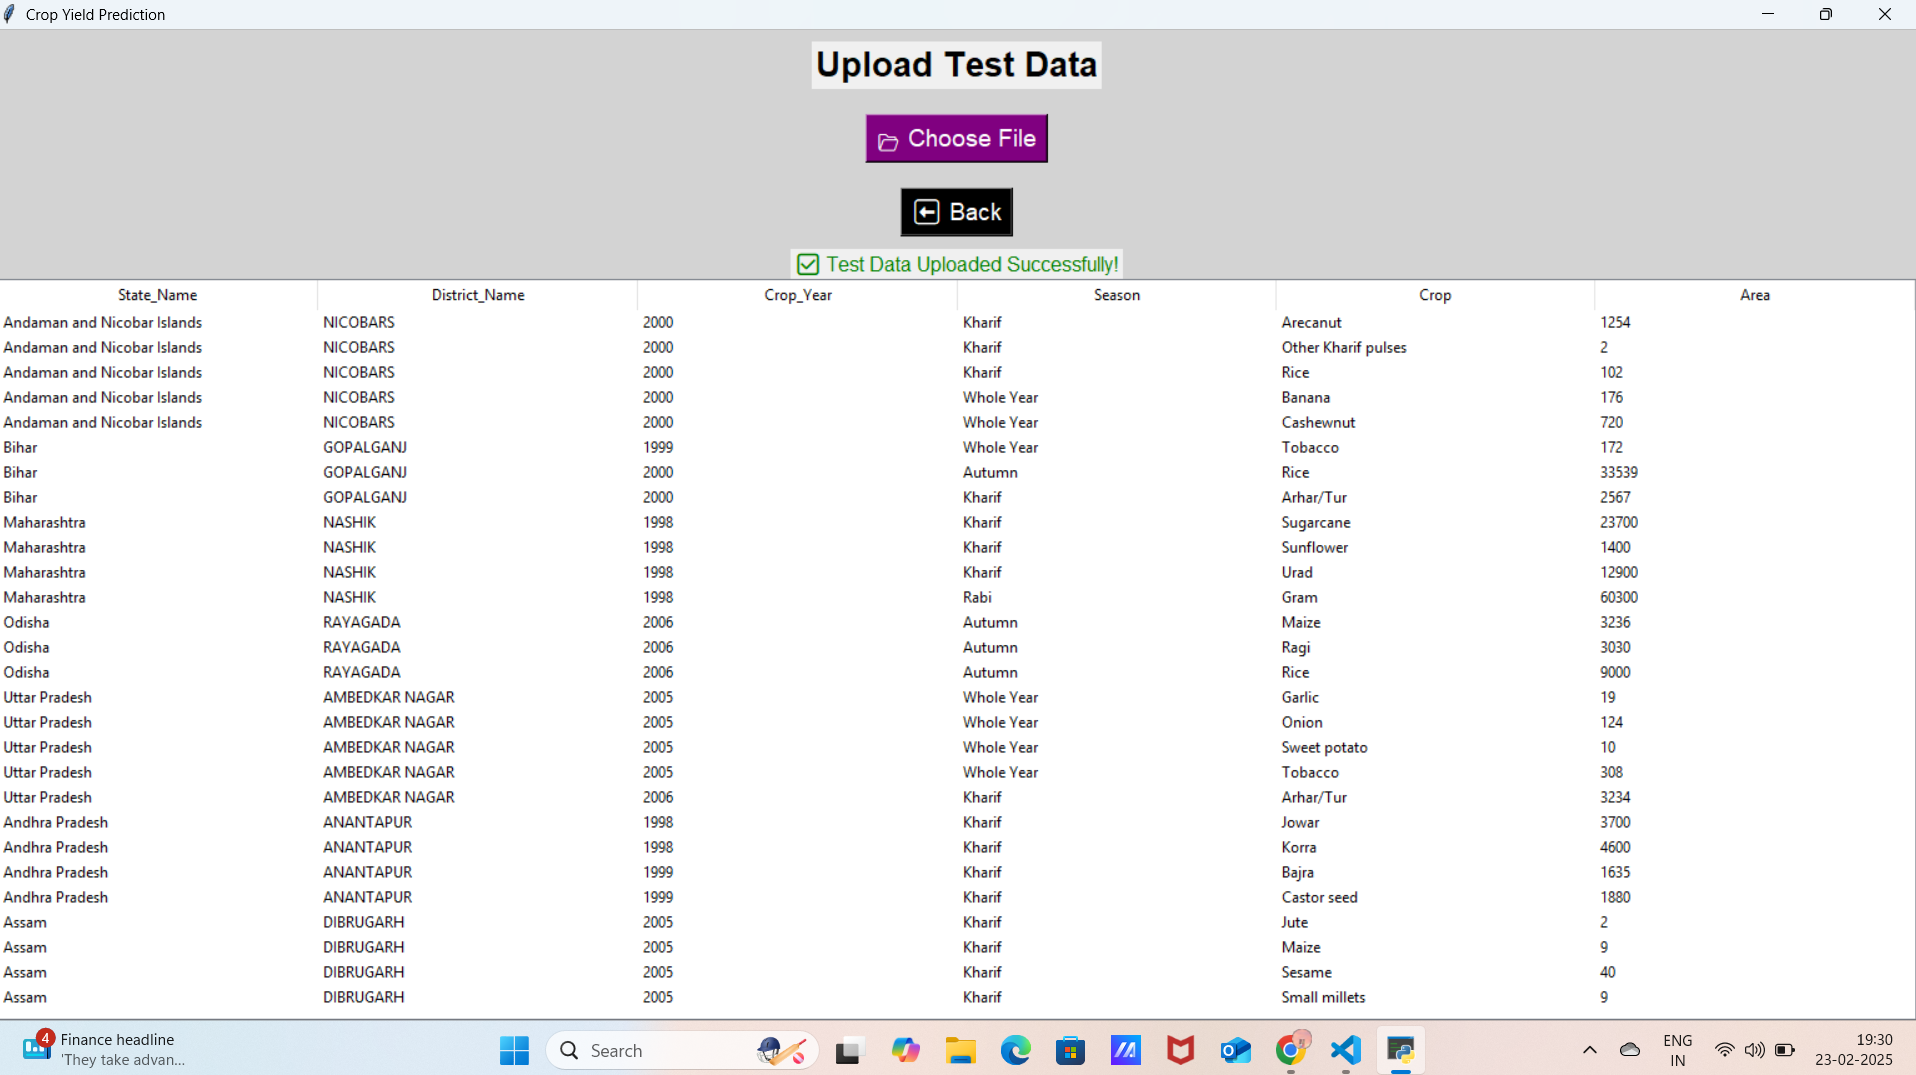 Crop Yield Prediction
Upload Test Data
Choose File
Back
Test Data Uploaded Successfully!
State_Name District_Name Crop_Year Season Crop Area
Andaman and Nicobar Islands NICOBARS 2000 Kharif Arecanut 1254
Andaman and Nicobar Islands NICOBARS 2000 Kharif Other Kharif pulses 2
Andaman and Nicobar Islands NICOBARS 2000 Kharif Rice 102
Andaman and Nicobar Islands NICOBARS 2000 Whole Year Banana 176
Andaman and Nicobar Islands NICOBARS 2000 Whole Year Cashewnut 720
Bihar GOPALGANJ 1999 Whole Year Tobacco 172
Bihar GOPALGANJ 2000 Autumn Rice 33539
Bihar GOPALGANJ 2000 Kharif Arhar/Tur 2567
Maharashtra NASHIK 1998 Kharif Sugarcane 23700
Maharashtra NASHIK 1998 Kharif Sunflower 1400
Maharashtra NASHIK 1998 Kharif Urad 12900
Maharashtra NASHIK 1998 Rabi Gram 60300
Odisha RAYAGADA 2006 Autumn Maize 3236
Odisha RAYAGADA 2006 Autumn Ragi 3030
Odisha RAYAGADA 2006 Autumn Rice 9000
Uttar Pradesh AMBEDKAR NAGAR 2005 Whole Year Garlic 19
Uttar Pradesh AMBEDKAR NAGAR 2005 Whole Year Onion 124
Uttar Pradesh AMBEDKAR NAGAR 2005 Whole Year Sweet potato 10
Uttar Pradesh AMBEDKAR NAGAR 2005 Whole Year Tobacco 308
Uttar Pradesh AMBEDKAR NAGAR 2006 Kharif Arhar/Tur 3234
Andhra Pradesh ANANTAPUR 1998 Kharif Jowar 3700
Andhra Pradesh ANANTAPUR 1998 Kharif Korra 4600
Andhra Pradesh ANANTAPUR 1999 Kharif Bajra 1635
Andhra Pradesh ANANTAPUR 1999 Kharif Castor seed 1880
Assam DIBRUGARH 2005 Kharif Jute 2
Assam DIBRUGARH 2005 Kharif Maize 9
Assam DIBRUGARH 2005 Kharif Sesame 40
Assam DIBRUGARH 2005 Kharif Small millets 9
4 Finance headline
'They take advan...
Search
ENG
IN
19:30
23-02-2025